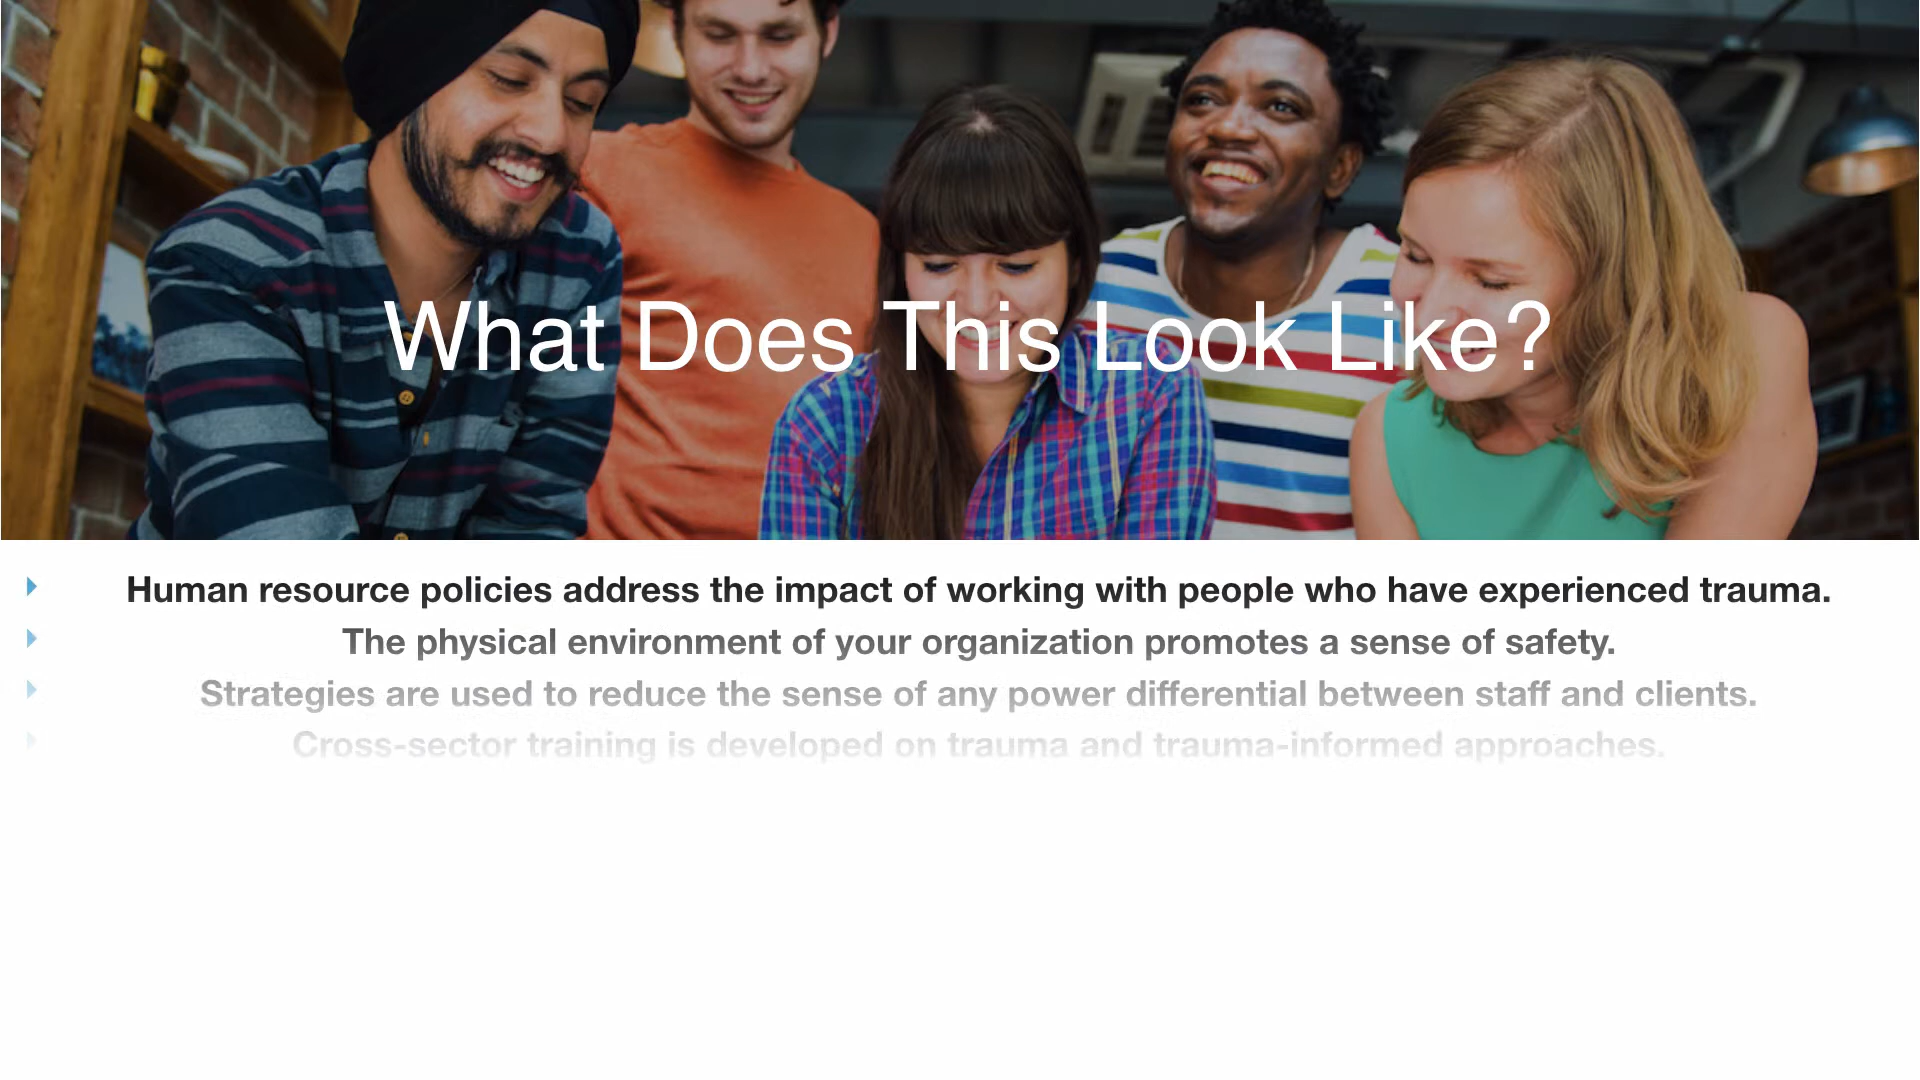 What Does This Look Like?
Human resource policies address the impact of working with people who have experienced trauma.
The physical environment of your organization promotes a sense of safety.
Strategies are used to reduce the sense of any power differential between staff and clients.
Cross-sector training is developed on trauma and trauma-informed approaches.